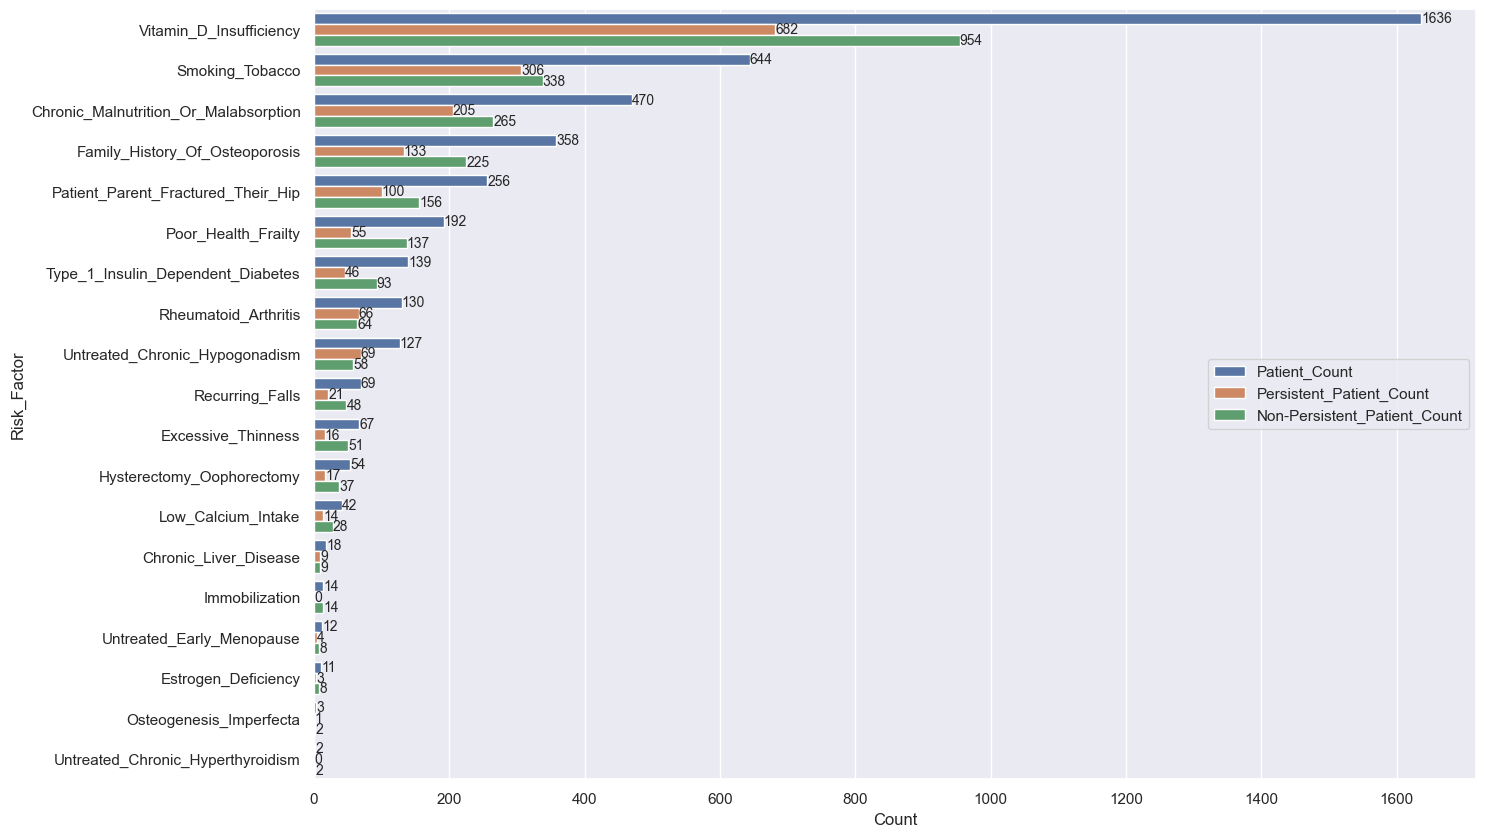 Risk_Factor
Vitamin_D_Insufficiency
1636
682
954
Smoking_Tobacco
644
306
338
Chronic_Malnutrition_Or_Malabsorption
470
205
265
Family_History_Of_Osteoporosis
358
133
225
Patient_Parent_Fractured_Their_Hip
256
100
156
Poor_Health_Frailty
192
55
137
Type_1_Insulin_Dependent_Diabetes
139
46
93
Rheumatoid_Arthritis
130
66
64
Untreated_Chronic_Hypogonadism
127
69
58
Recurring_Falls
69
21
48
Excessive_Thinness
67
16
51
Hysterectomy_Oophorectomy
54
17
37
Low_Calcium_Intake
42
14
28
Chronic_Liver_Disease
18
9
9
Immobilization
14
0
14
Untreated_Early_Menopause
12
4
8
Estrogen_Deficiency
11
3
8
Osteogenesis_Imperfecta
3
1
2
Untreated_Chronic_Hyperthyroidism
2
0
2
Patient_Count
Persistent_Patient_Count
Non-Persistent_Patient_Count
0 200 400 600 800 1000 1200 1400 1600
Count